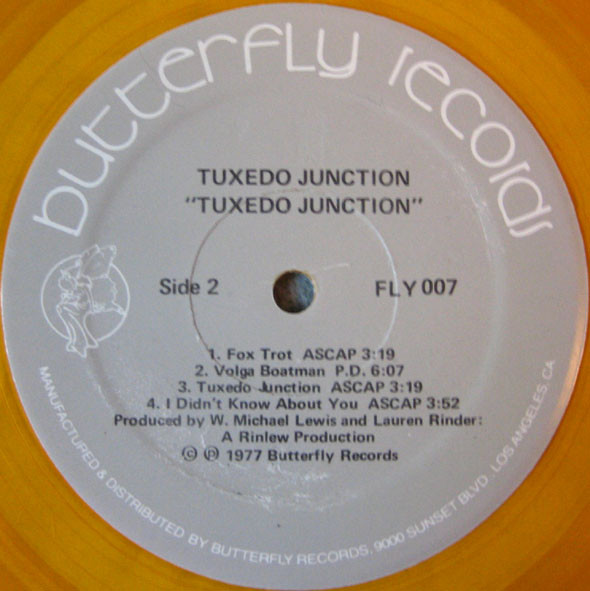 butterfly records
TUXEDO JUNCTION
"TUXEDO JUNCTION"
Side 2
FLY 007
1. Fox Trot ASCAP 3:19
2. Volga Boatman P.D. 6:07
3. Tuxedo Junction ASCAP 3:19
4. I Didn't Know About You ASCAP 3:52
Produced by W. Michael Lewis and Lauren Rinder:
A Rinlew Production
© ℗ 1977 Butterfly Records
MANUFACTURED & DISTRIBUTED BY BUTTERFLY RECORDS, 9000 SUNSET BLVD., LOS ANGELES, CA